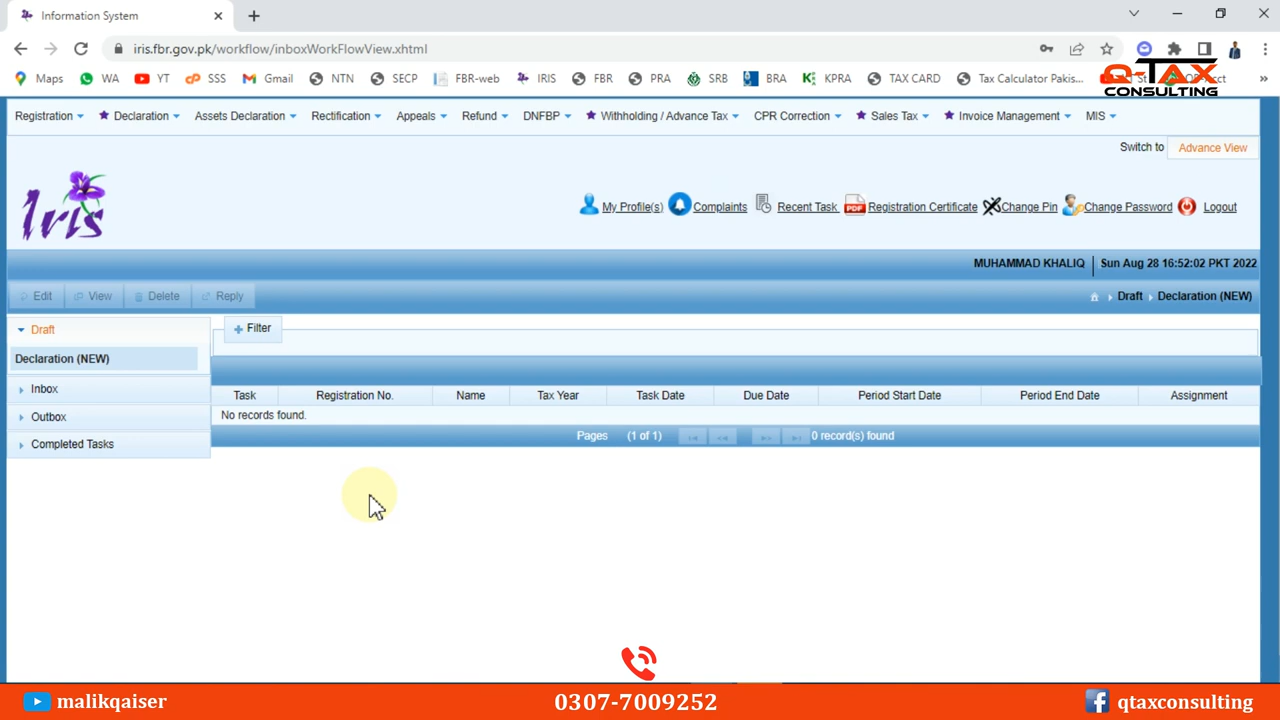 Information System
iris.fbr.gov.pk/workflow/inboxWorkFlowView.xhtml
Maps WA YT SSS Gmail NTN SECP FBR-web IRIS FBR PRA SRB BRA KPRA TAX CARD Tax Calculator Pakis...
Q-TAX
CONSULTING
Registration Declaration Assets Declaration Rectification Appeals Refund DNFBP Withholding / Advance Tax CPR Correction Sales Tax Invoice Management MIS
Switch to Advance View
Iris
My Profile(s) Complaints Recent Task PDF Registration Certificate Change Pin Change Password Logout
MUHAMMAD KHALIQ Sun Aug 28 16:52:02 PKT 2022
Edit View Delete Reply Draft Declaration (NEW)
Draft
+ Filter
Declaration (NEW)
Inbox
Outbox
Completed Tasks
Task Registration No. Name Tax Year Task Date Due Date Period Start Date Period End Date Assignment
No records found.
Pages (1 of 1) 0 record(s) found
malikqaiser 0307-7009252 qtaxconsulting